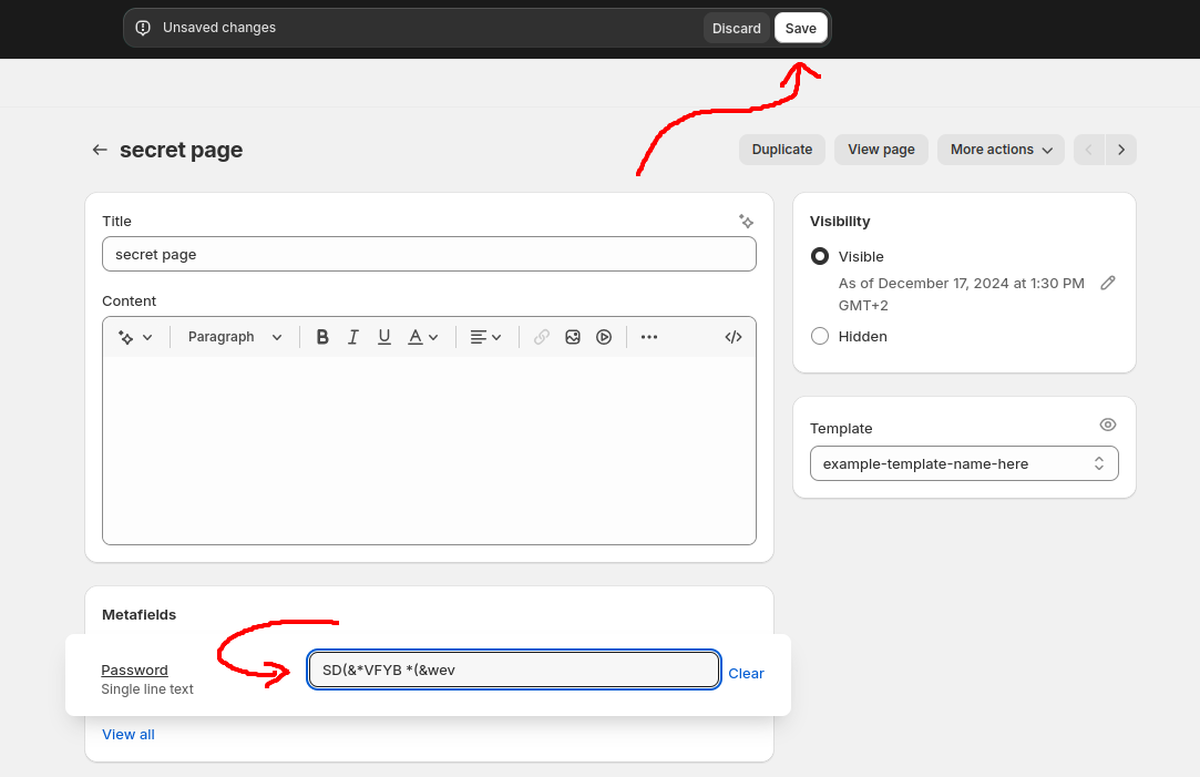 Unsaved changes
Discard
Save
secret page
Duplicate
View page
More actions
Title
secret page
Content
Paragraph
B I U A
Visibility
Visible
As of December 17, 2024 at 1:30 PM
GMT+2
Hidden
Template
example-template-name-here
Metafields
Password
Single line text
SD(&*VFYB *(&wev
Clear
View all